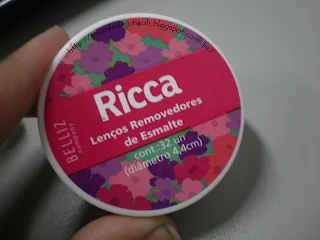 Ricca
Lenços Removedores
de Esmalte
cont.:32 un
(diâmetro 4,4cm)
BELLIZ